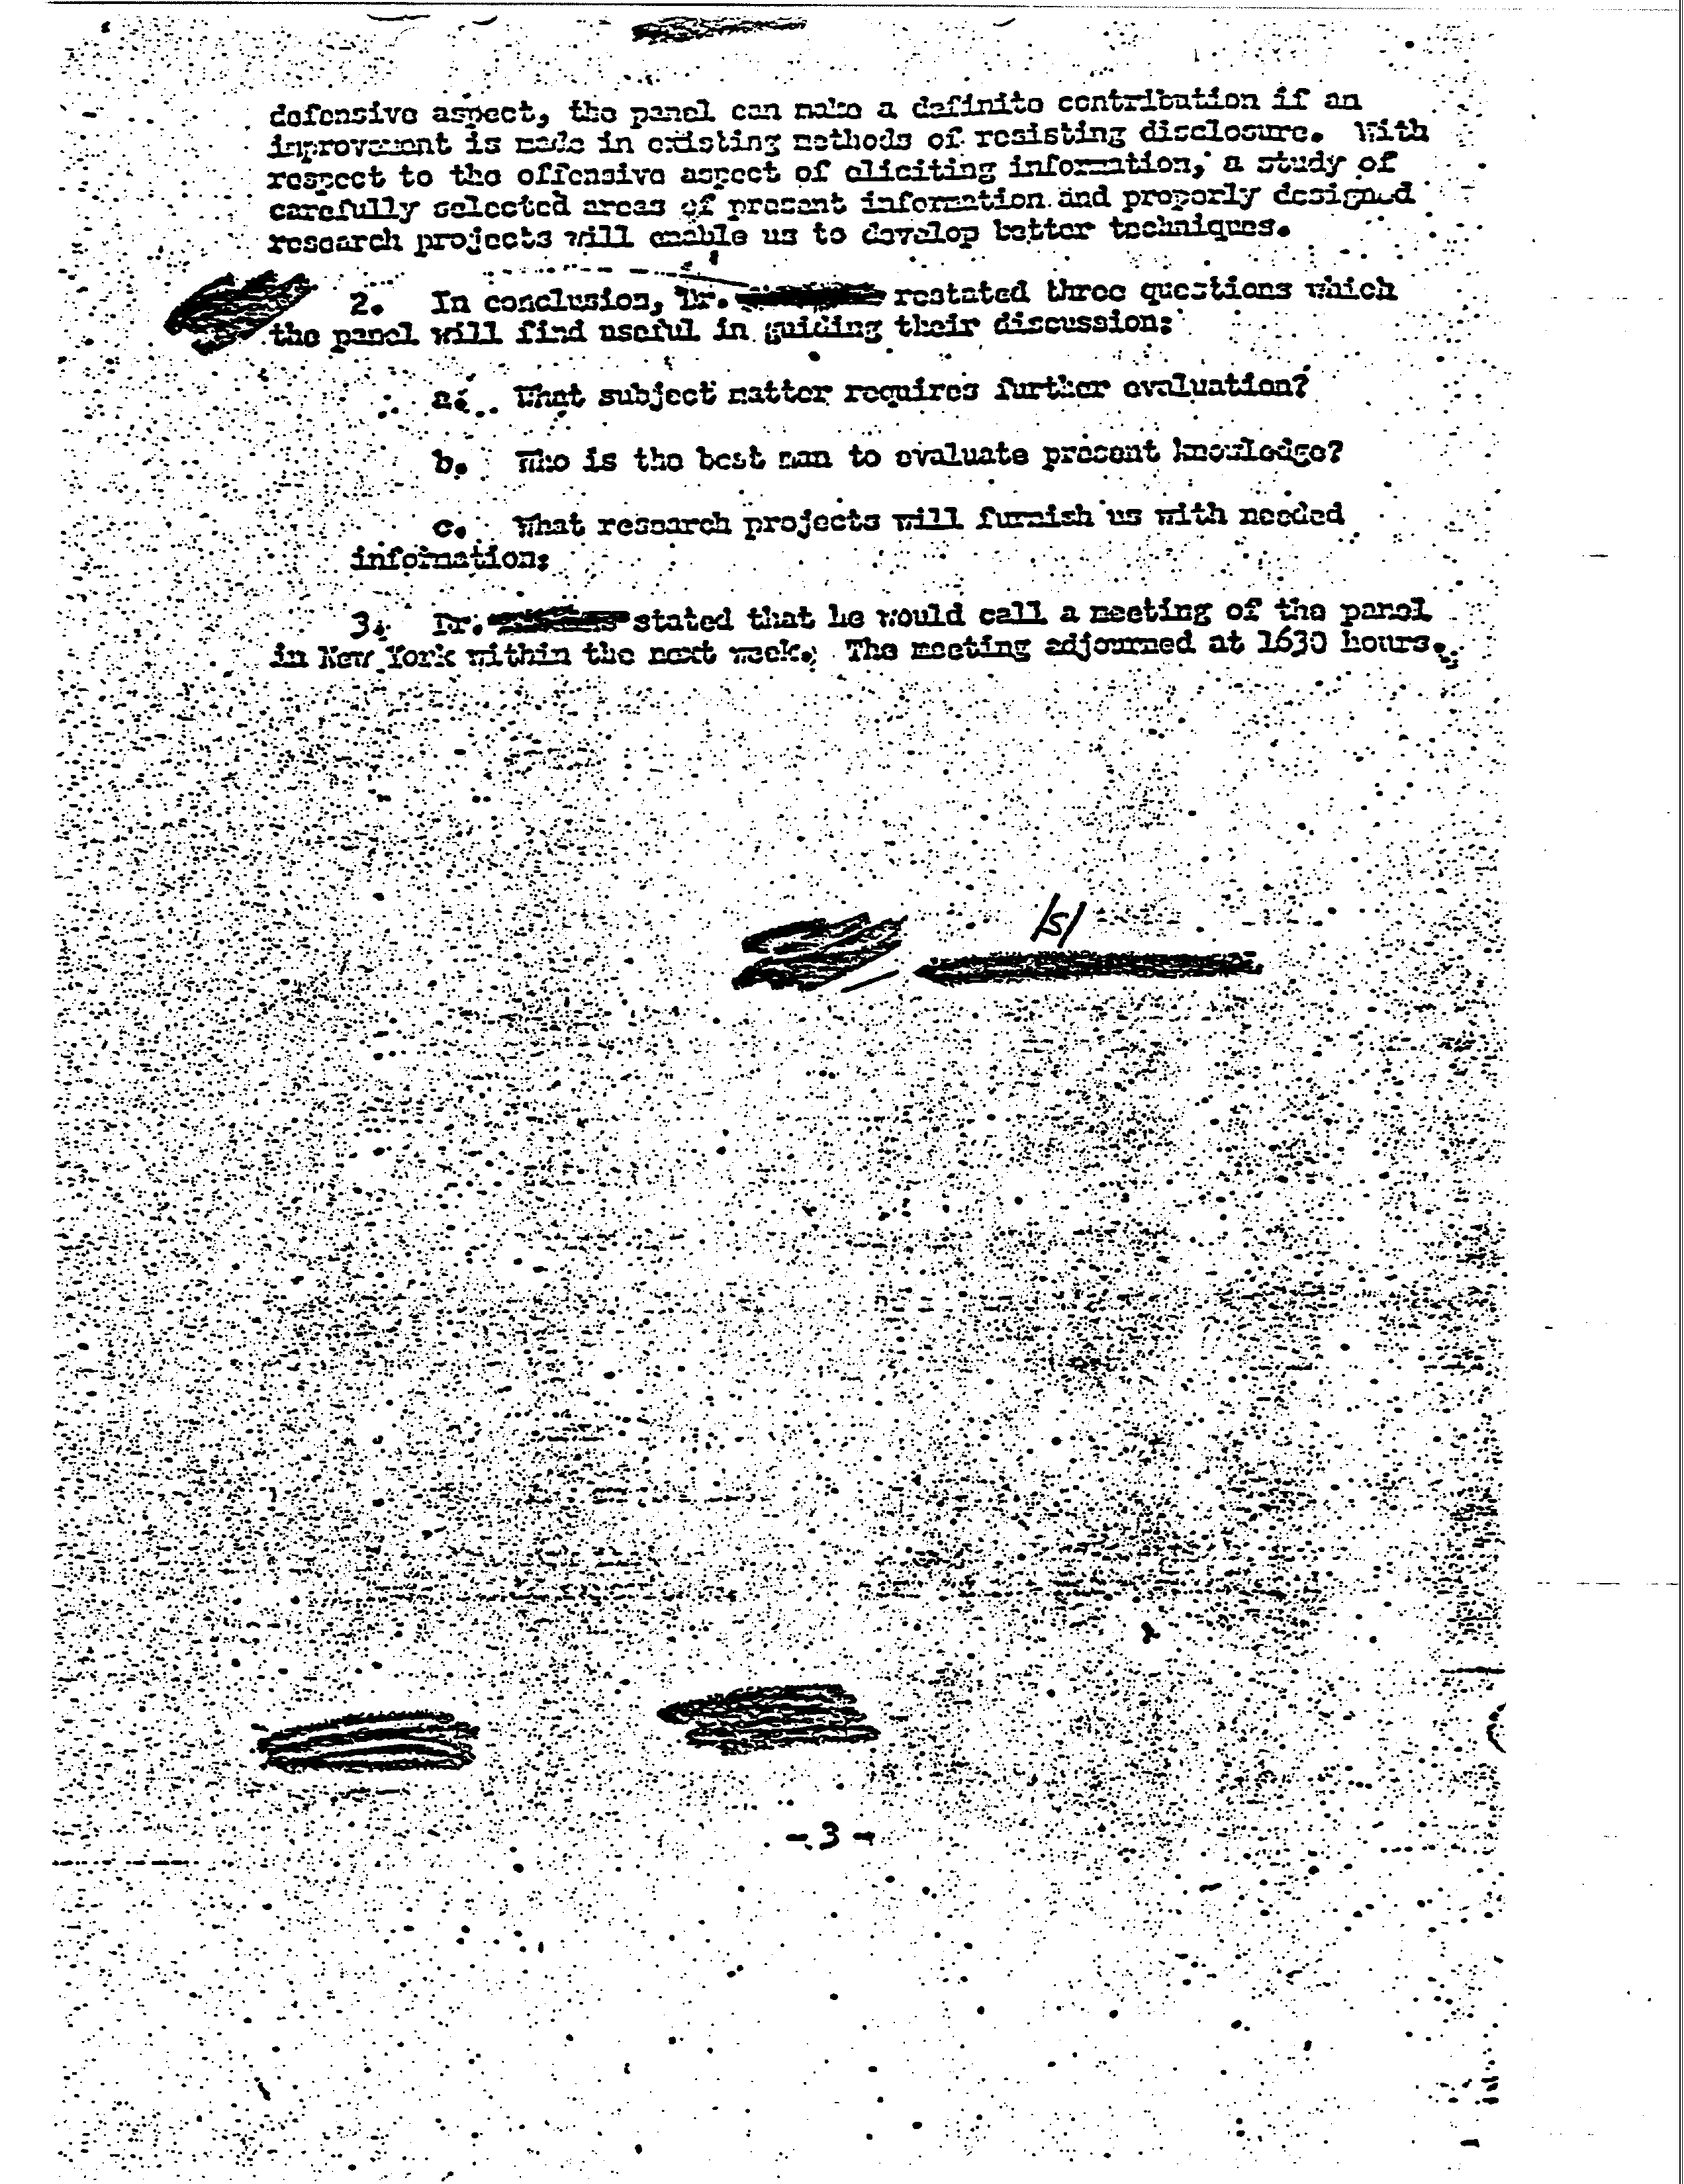 defensive aspect, the panel can make a definite contribution if an
improvement is made in existing methods of resisting disclosure. With
respect to the offensive aspect of eliciting information, a study of
carefully selected areas of present information and properly designed
research projects will enable us to develop better techniques.
2. In conclusion, Dr. restated three questions which
the panel will find useful in guiding their discussion:
a. What subject matter requires further evaluation?
b. Who is the best man to evaluate present knowledge?
c. What research projects will furnish us with needed
information:
3. Dr. stated that he would call a meeting of the panel
in New York within the next week. The meeting adjourned at 1630 hours.
/s/
- 3 -